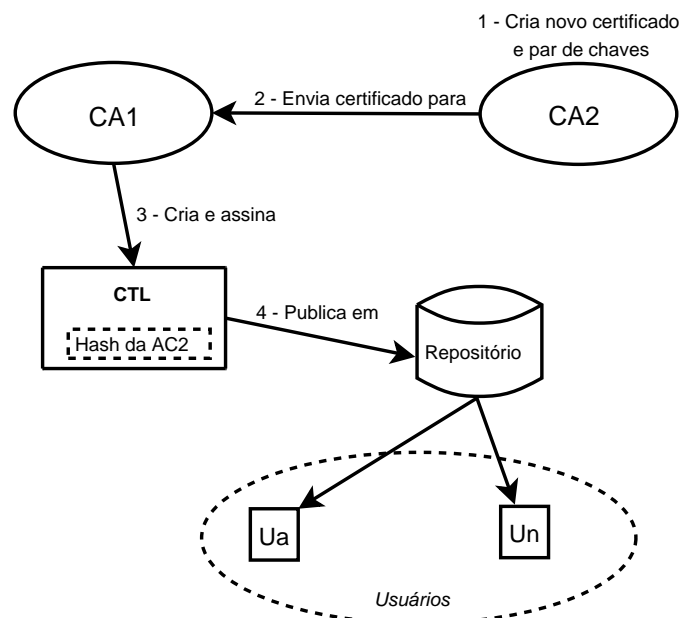 1 - Cria novo certificado
e par de chaves
CA1
2 - Envia certificado para
CA2
3 - Cria e assina
CTL
Hash da AC2
4 - Publica em
Repositório
Ua
Un
Usuários